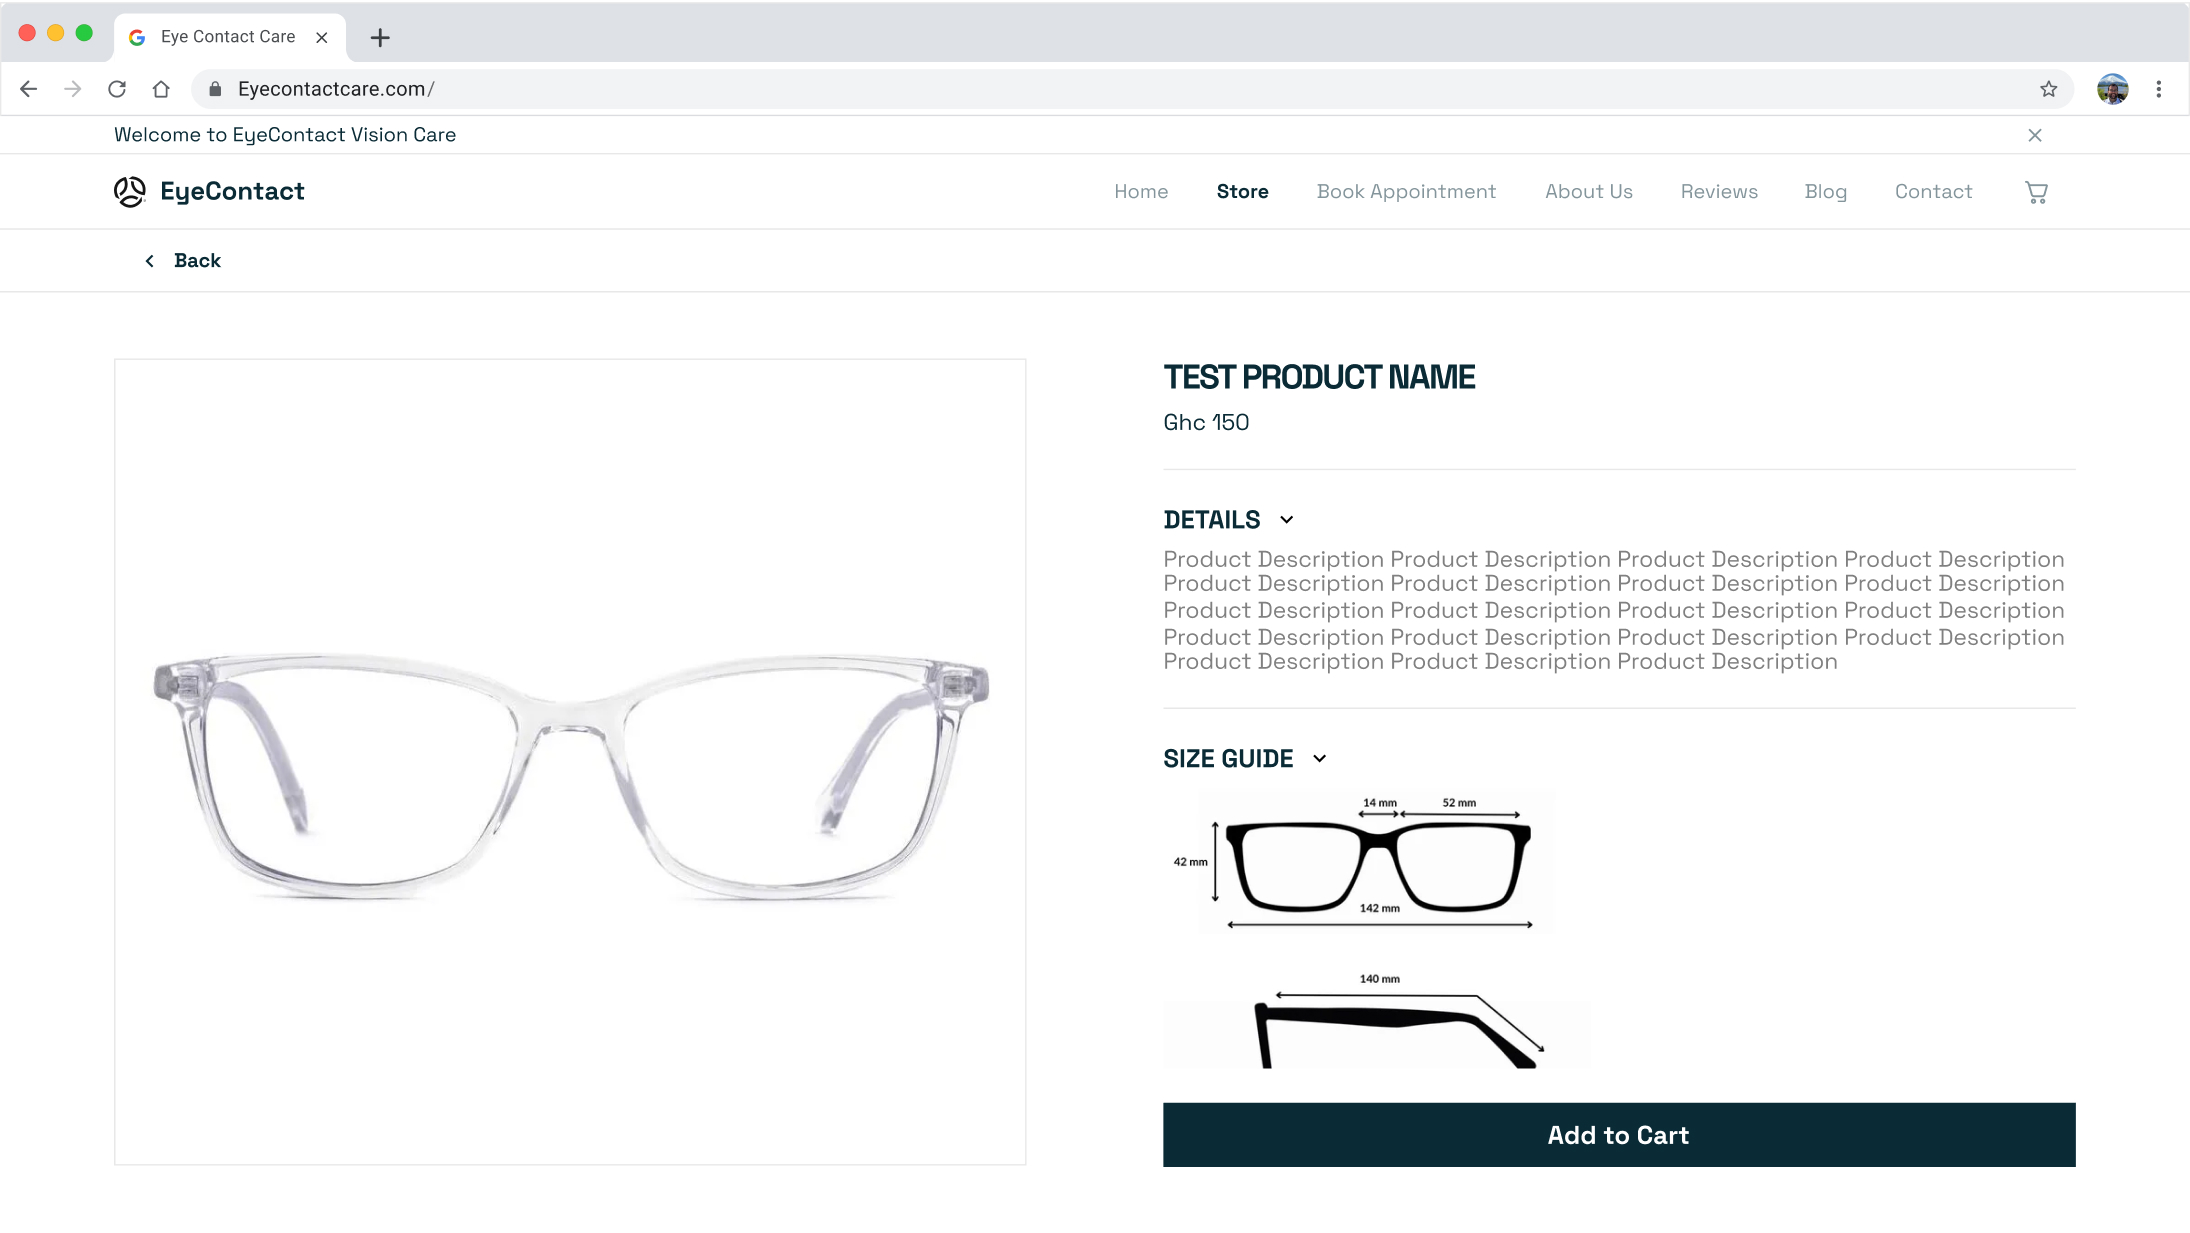 Eye Contact Care
Eyecontactcare.com/
Welcome to EyeContact Vision Care
EyeContact
Home Store Book Appointment About Us Reviews Blog Contact
Back
TEST PRODUCT NAME
Ghc 150
DETAILS
Product Description Product Description Product Description Product Description
Product Description Product Description Product Description Product Description
Product Description Product Description Product Description Product Description
Product Description Product Description Product Description Product Description
Product Description Product Description Product Description
SIZE GUIDE
14 mm 52 mm
42 mm
142 mm
140 mm
Add to Cart